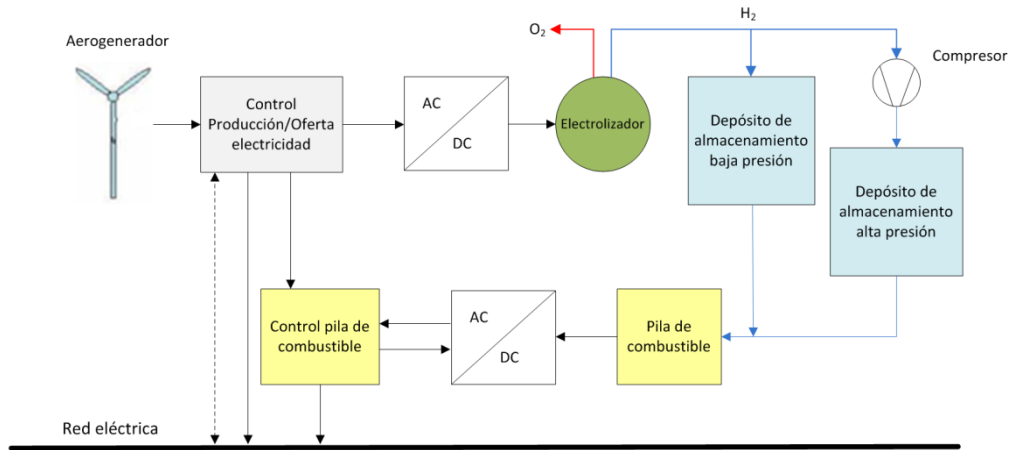 H₂
O₂
Aerogenerador
Compresor
Control
Producción/Oferta
electricidad
AC
DC
Electrolizador
Depósito de
almacenamiento
baja presión
Depósito de
almacenamiento
alta presión
Control pila de
combustible
AC
DC
Pila de
combustible
Red eléctrica